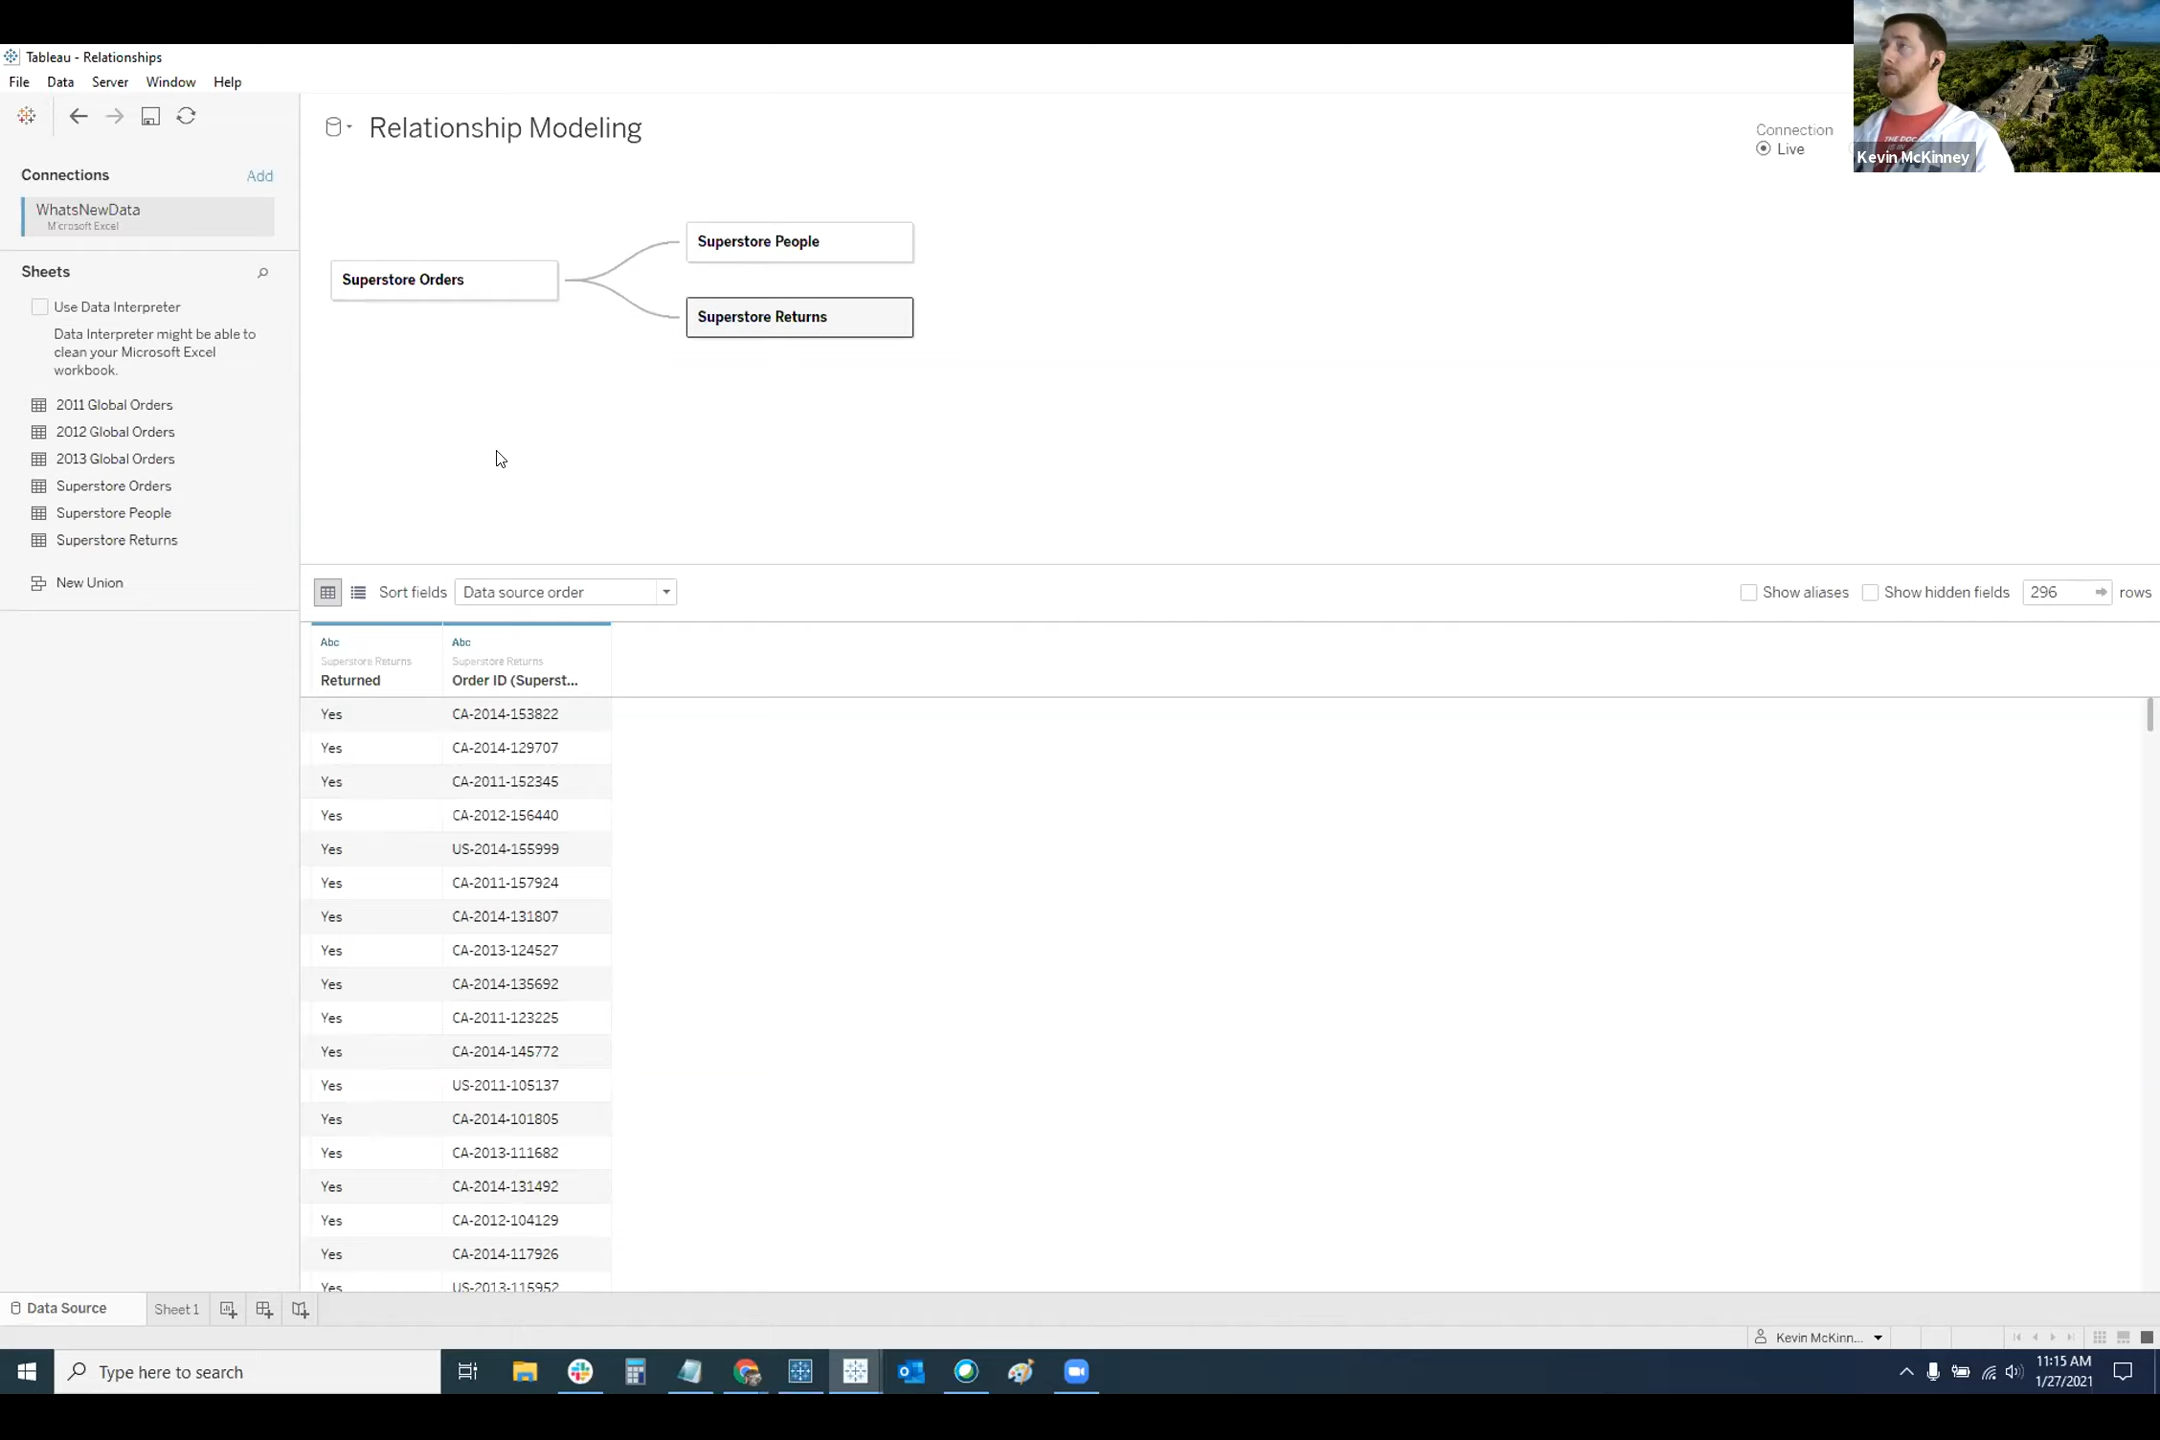 Tableau - Relationships
File Data Server Window Help
Connections Add
WhatsNewData
Microsoft Excel
Sheets
Use Data Interpreter
Data Interpreter might be able to
clean your Microsoft Excel
workbook.
2011 Global Orders
2012 Global Orders
2013 Global Orders
Superstore Orders
Superstore People
Superstore Returns
New Union
Relationship Modeling
Connection
Live
THE DOC
IS IN
Kevin McKinney
Superstore Orders
Superstore People
Superstore Returns
Sort fields Data source order Show aliases Show hidden fields 296 rows
Abc Abc
Superstore Returns Superstore Returns
Returned Order ID (Superst...
Yes CA-2014-153822
Yes CA-2014-129707
Yes CA-2011-152345
Yes CA-2012-156440
Yes US-2014-155999
Yes CA-2011-157924
Yes CA-2014-131807
Yes CA-2013-124527
Yes CA-2014-135692
Yes CA-2011-123225
Yes CA-2014-145772
Yes US-2011-105137
Yes CA-2014-101805
Yes CA-2013-111682
Yes CA-2014-131492
Yes CA-2012-104129
Yes CA-2014-117926
Yes US-2013-115952
Data Source Sheet 1
Kevin McKinn...
Type here to search
11:15 AM
1/27/2021